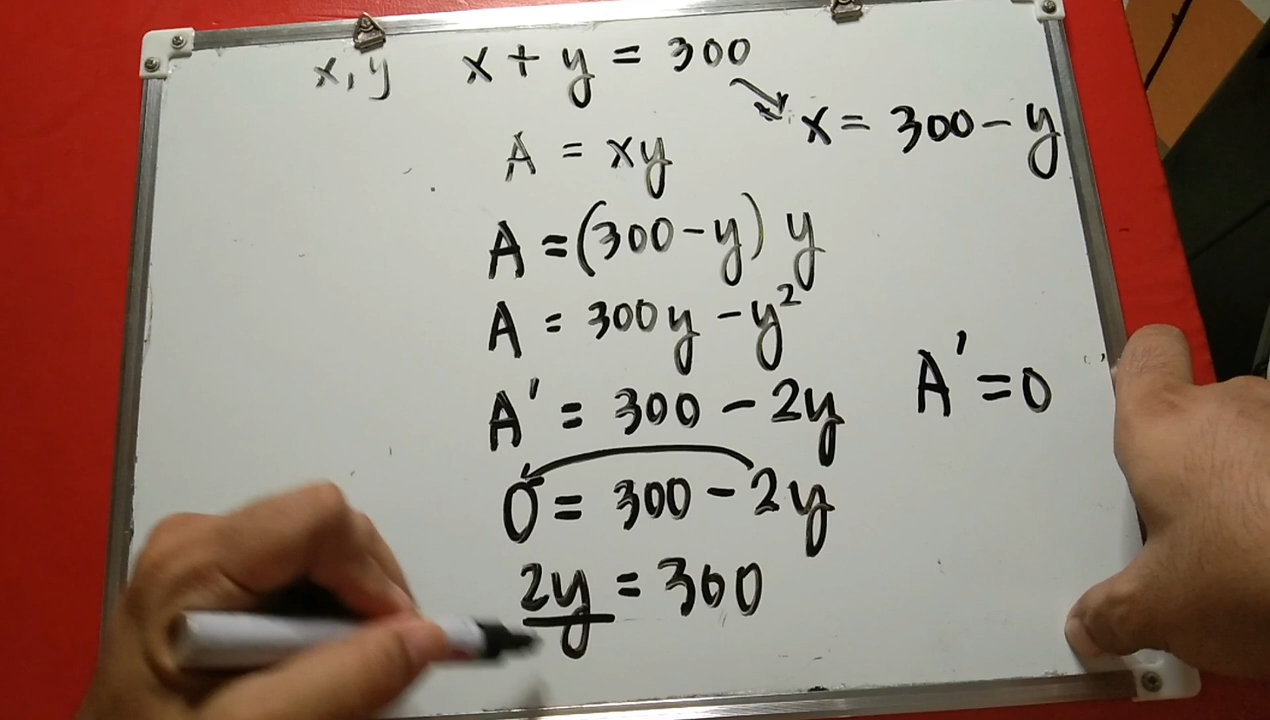 x, y x + y = 300
x = 300 - y
A = xy
A = (300 - y) y
A = 300y - y²
A' = 300 - 2y A' = 0
0 = 300 - 2y
2y = 300